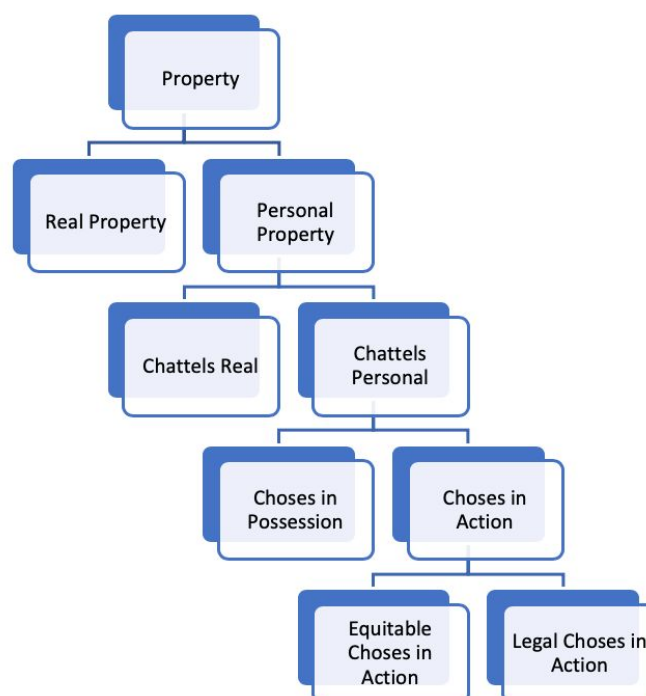 Property
Real Property
Personal
Property
Chattels Real
Chattels
Personal
Choses in
Possession
Choses in
Action
Equitable
Choses in
Action
Legal Choses in
Action